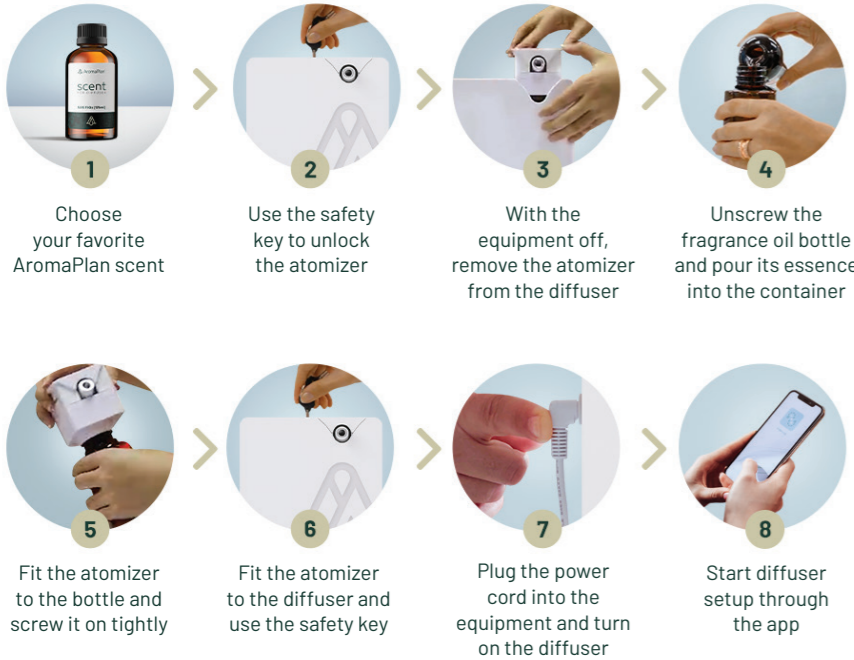 AromaPlan
scent
1
Choose
your favorite
AromaPlan scent
2
Use the safety
key to unlock
the atomizer
3
With the
equipment off,
remove the atomizer
from the diffuser
4
Unscrew the
fragrance oil bottle
and pour its essence
into the container
5
Fit the atomizer
to the bottle and
screw it on tightly
6
Fit the atomizer
to the diffuser and
use the safety key
7
Plug the power
cord into the
equipment and turn
on the diffuser
8
Start diffuser
setup through
the app